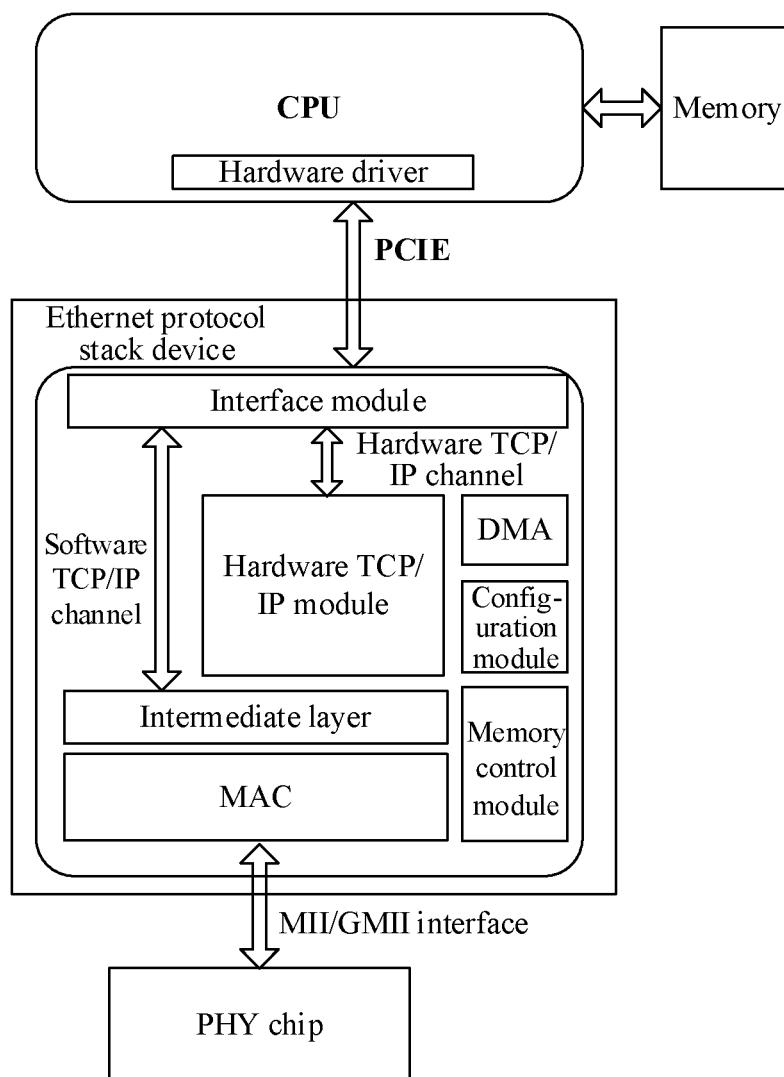 CPU
Memory
Hardware driver
PCIE
Ethernet protocol
stack device
Interface module
Hardware TCP/
IP channel
Software
TCP/IP
channel
Hardware TCP/
IP module
DMA
Config-
uration
module
Intermediate layer
Memory
control
module
MAC
MII/GMII interface
PHY chip